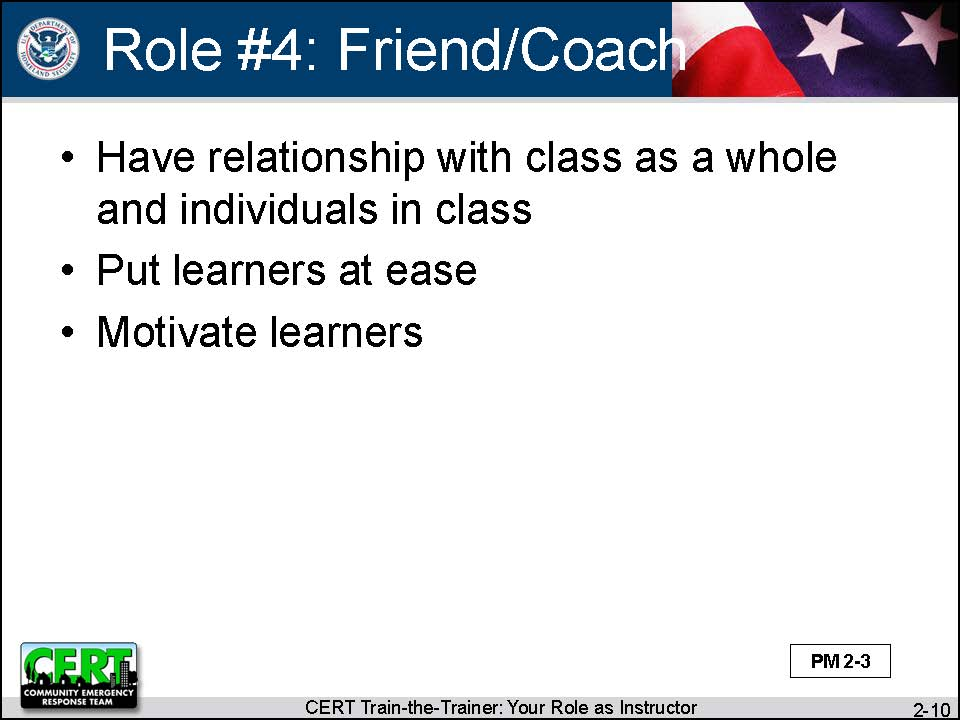 U.S. DEPARTMENT OF
HOMELAND SECURITY
Role #4: Friend/Coach
• Have relationship with class as a whole
and individuals in class
• Put learners at ease
• Motivate learners
CERT
COMMUNITY EMERGENCY
RESPONSE TEAM
PM 2-3
CERT Train-the-Trainer: Your Role as Instructor
2-10